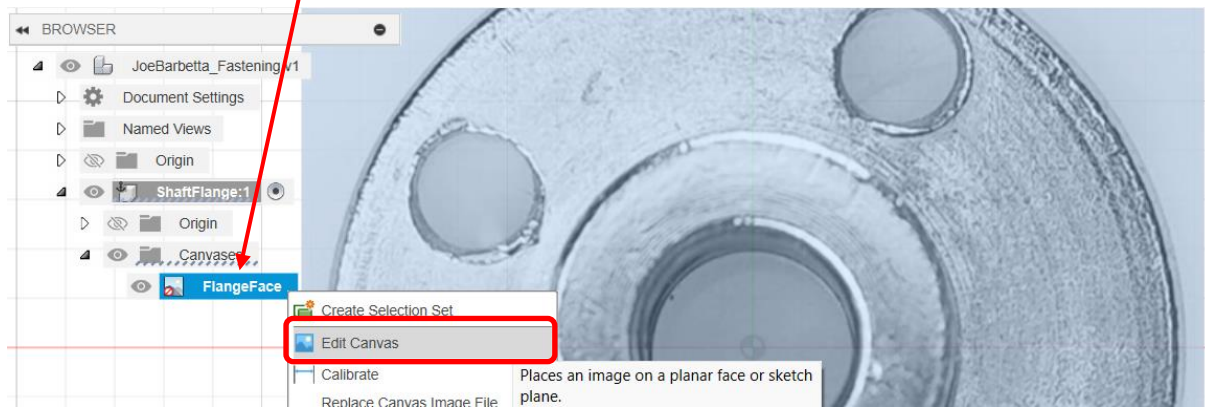 BROWSER
JoeBarbetta_Fastening v1
Document Settings
Named Views
Origin
ShaftFlange:1
Origin
Canvases
FlangeFace
Create Selection Set
Edit Canvas
Calibrate
Replace Canvas Image File
Places an image on a planar face or sketch
plane.